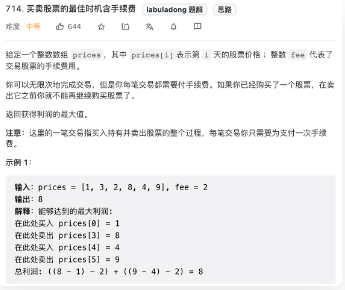 714. 买卖股票的最佳时机含手续费 labuladong 题解 思路
难度 中等 644
给定一个整数数组 prices，其中 prices[i] 表示第 i 天的股票价格；整数 fee 代表了
交易股票的手续费用。
你可以无限次地完成交易，但是你每笔交易都需要付手续费。如果你已经购买了一个股票，在卖
出它之前你就不能再继续购买股票了。
返回获得利润的最大值。
注意：这里的一笔交易指买入持有并卖出股票的整个过程，每笔交易你只需要为支付一次手续
费。
示例 1：
输入：prices = [1, 3, 2, 8, 4, 9], fee = 2
输出：8
解释：能够达到的最大利润:
在此处买入 prices[0] = 1
在此处卖出 prices[3] = 8
在此处买入 prices[4] = 4
在此处卖出 prices[5] = 9
总利润: ((8 - 1) - 2) + ((9 - 4) - 2) = 8